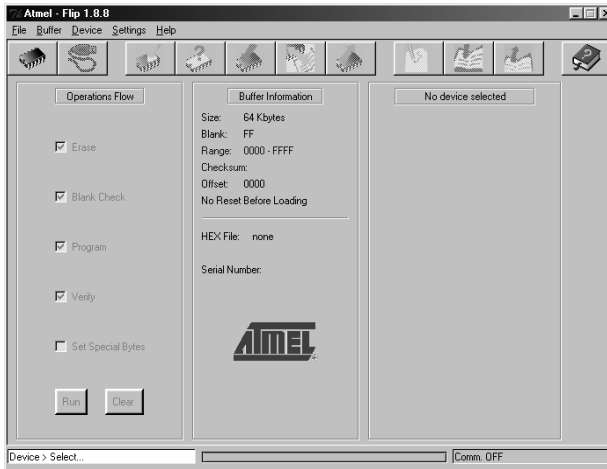 Atmel - Flip 1.8.8
File Buffer Device Settings Help
Operations Flow
Erase
Blank Check
Program
Verify
Set Special Bytes
Run Clear
Buffer Information
Size: 64 Kbytes
Blank: FF
Range: 0000 - FFFF
Checksum:
Offset: 0000
No Reset Before Loading
HEX File: none
Serial Number:
ATMEL
No device selected
Device > Select...
Comm. OFF